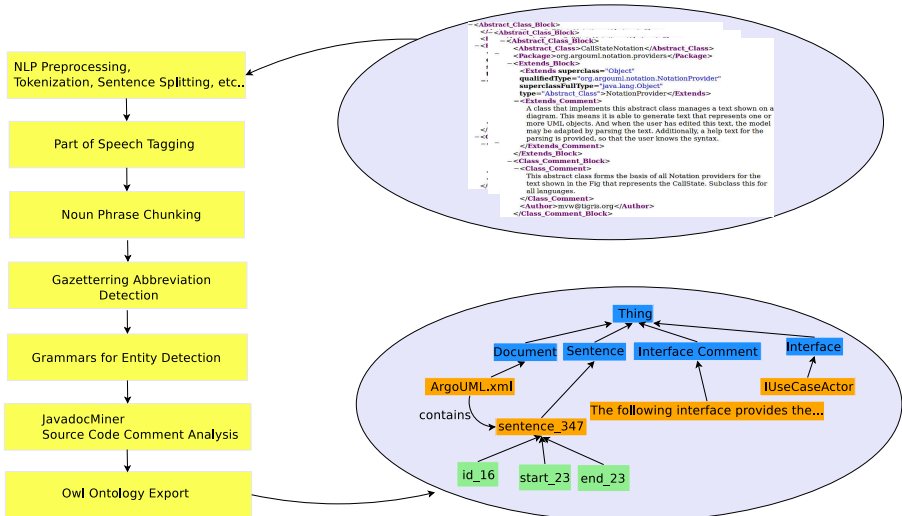 NLP Preprocessing,
Tokenization, Sentence Splitting, etc..
Part of Speech Tagging
Noun Phrase Chunking
Gazetterring Abbreviation
Detection
Grammars for Entity Detection
JavadocMiner
Source Code Comment Analysis
Owl Ontology Export
−<Abstract_Class_Block>
−<Abstract_Class_Block>
−<Abstract_Class_Block>
<Abstract_Class>CallStateNotation</Abstract_Class>
<Package>org.argouml.notation.providers</Package>
−<Extends_Block>
<Extends superclass="Object"
qualifiedType="org.argouml.notation.NotationProvider"
superclassFullType="java.lang.Object"
type="Abstract_Class">NotationProvider</Extends>
−<Extends_Comment>
A class that implements this abstract class manages a text shown on a
diagram. This means it is able to generate text that represents one or
more UML objects. And when the user has edited this text, the model
may be adapted by parsing the text. Additionally, a help text for the
parsing is provided, so that the user knows the syntax.
</Extends_Comment>
</Extends_Block>
−<Class_Comment_Block>
−<Class_Comment>
This abstract class forms the basis of all Notation providers for the
text shown in the Fig that represents the CallState. Subclass this for
all languages.
</Class_Comment>
<Author>mvw@tigris.org</Author>
</Class_Comment_Block>
Thing
Document
Sentence
Interface Comment
Interface
ArgoUML.xml
IUseCaseActor
The following interface provides the...
contains
sentence_347
id_16
start_23
end_23